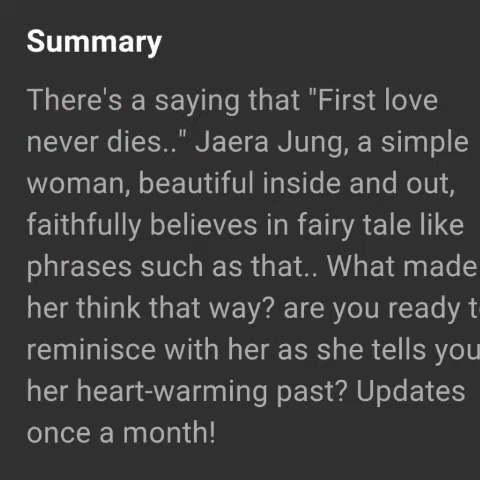 Summary
There's a saying that "First love
never dies.." Jaera Jung, a simple
woman, beautiful inside and out,
faithfully believes in fairy tale like
phrases such as that.. What made
her think that way? are you ready t
reminisce with her as she tells you
her heart-warming past? Updates
once a month!